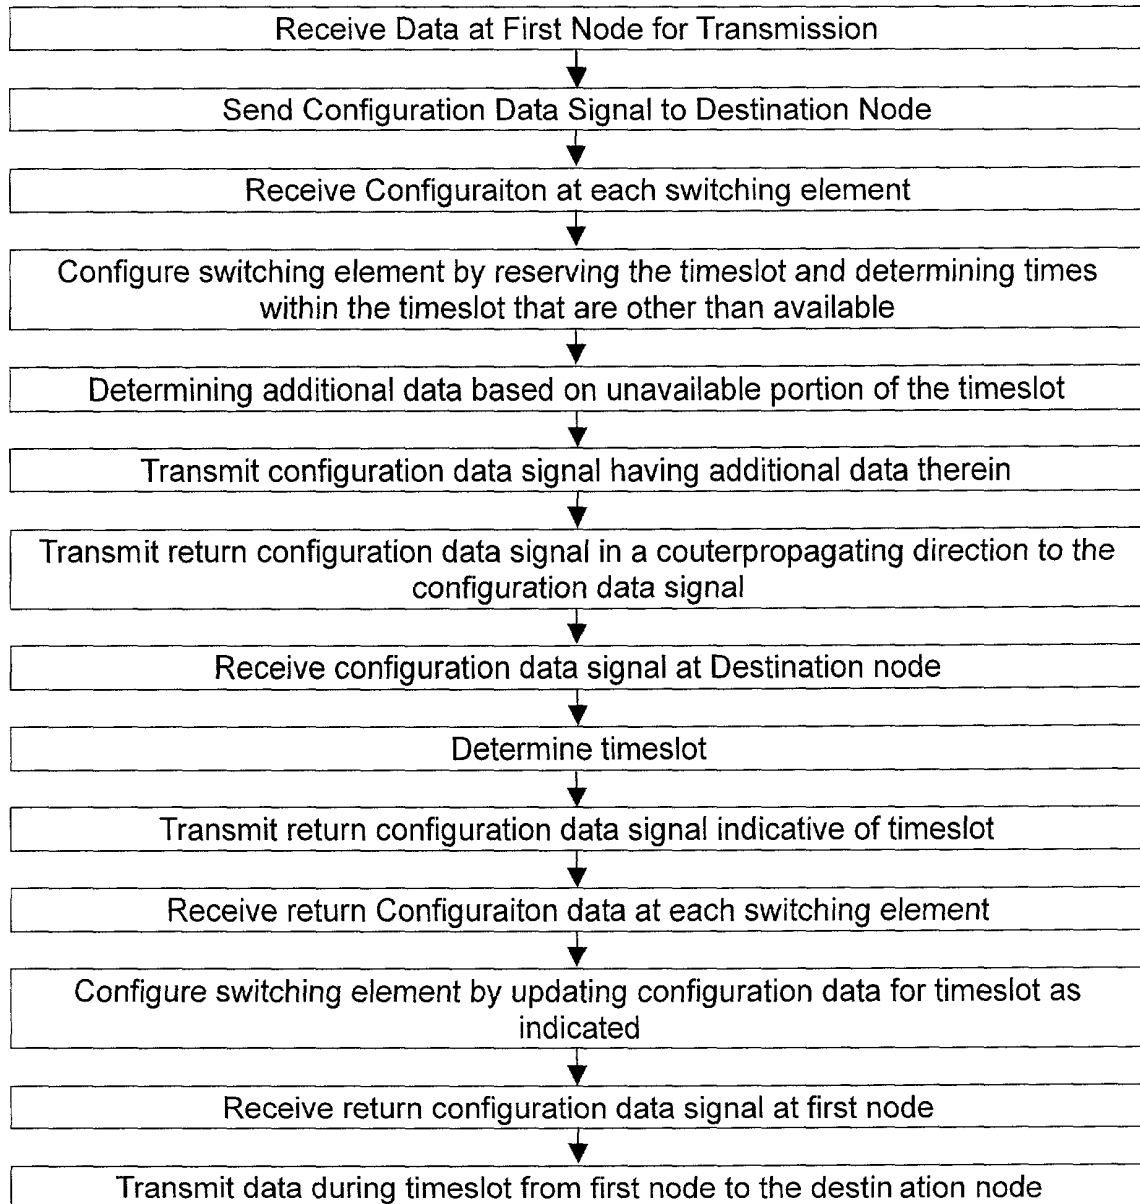 Receive Data at First Node for Transmission
Send Configuration Data Signal to Destination Node
Receive Configuraiton at each switching element
Configure switching element by reserving the timeslot and determining times
within the timeslot that are other than available
Determining additional data based on unavailable portion of the timeslot
Transmit configuration data signal having additional data therein
Transmit return configuration data signal in a couterpropagating direction to the
configuration data signal
Receive configuration data signal at Destination node
Determine timeslot
Transmit return configuration data signal indicative of timeslot
Receive return Configuraiton data at each switching element
Configure switching element by updating configuration data for timeslot as
indicated
Receive return configuration data signal at first node
Transmit data during timeslot from first node to the destin ation node